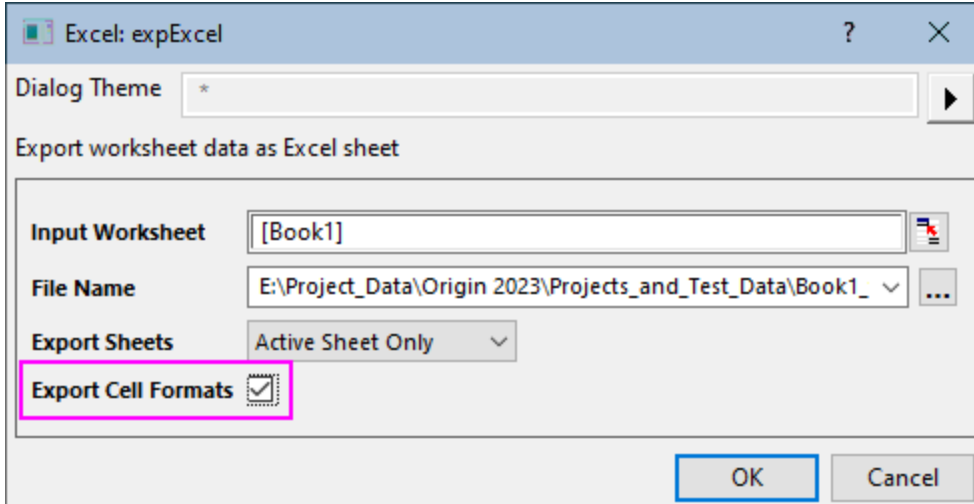 Excel: expExcel ?
Dialog Theme *
Export worksheet data as Excel sheet
Input Worksheet [Book1]
File Name E:\Project_Data\Origin 2023\Projects_and_Test_Data\Book1_ ...
Export Sheets Active Sheet Only
Export Cell Formats
OK Cancel